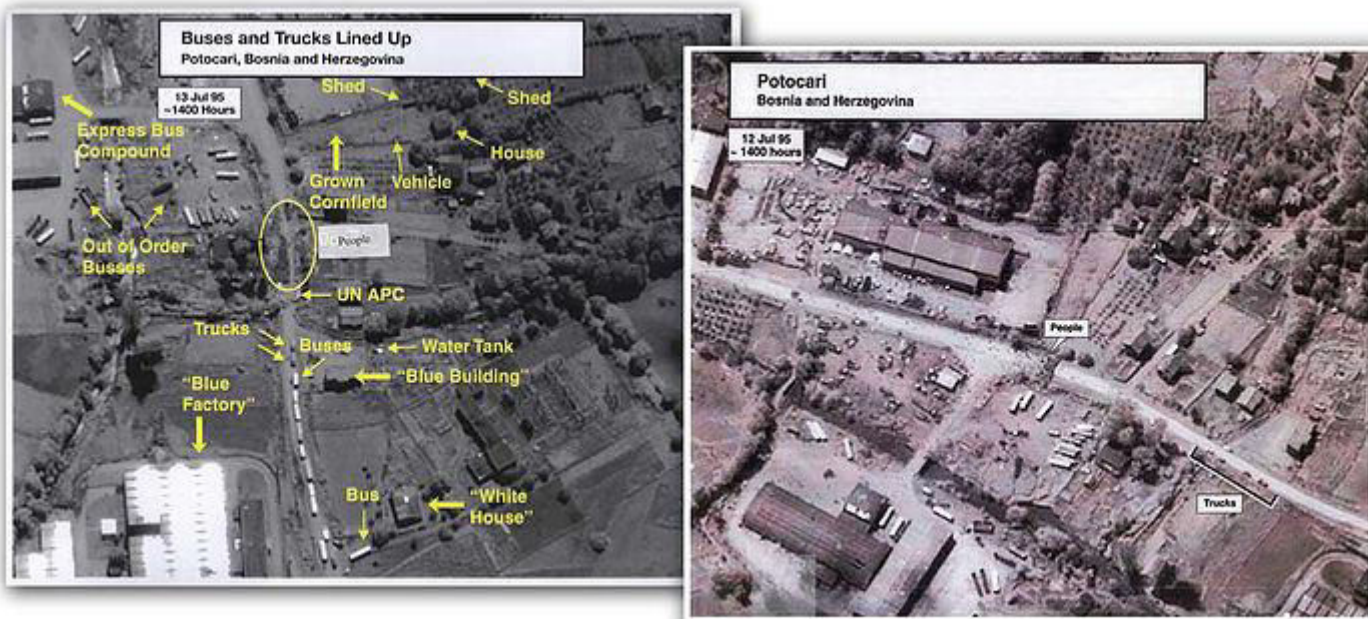 Buses and Trucks Lined Up
Potocari, Bosnia and Herzegovina
13 Jul 95
~1400 Hours
Shed
Shed
Express Bus
Compound
House
Grown
Cornfield
Vehicle
Out of Order
Busses
People
UN APC
Trucks
Buses
Water Tank
"Blue Building"
"Blue
Factory"
Bus
"White
House"
Potocari
Bosnia and Herzegovina
12 Jul 95
~ 1400 hours
People
Trucks